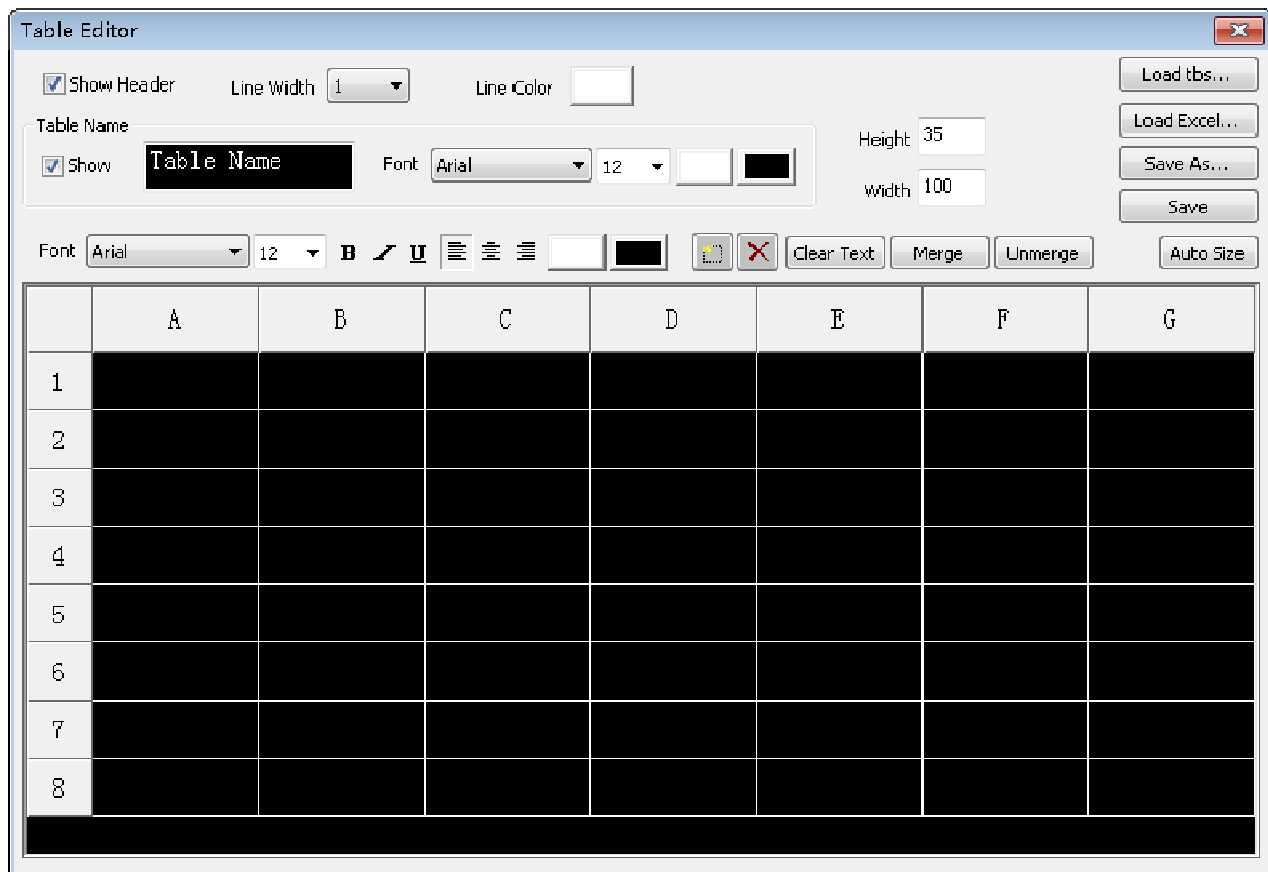 Table Editor
Show Header Line Width 1 Line Color Load tbs...
Table Name Height 35 Load Excel...
Show Table Name Font Arial 12 Save As...
Width 100 Save
Font Arial 12 B I U Clear Text Merge Unmerge Auto Size
A B C D E F G
1
2
3
4
5
6
7
8